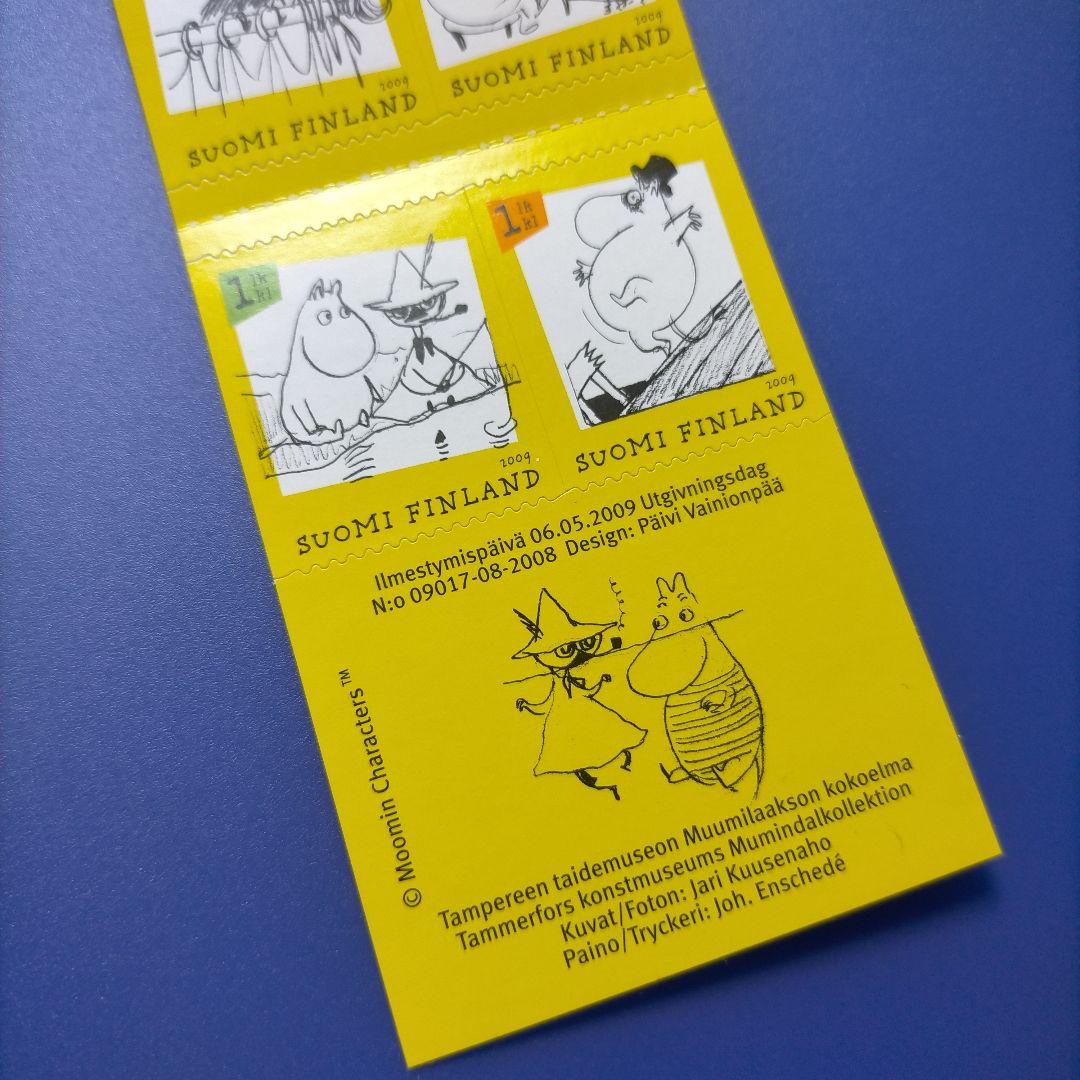 2009
SUOMI FINLAND
2009
SUOMI FINLAND
1 lk
kl
2009
SUOMI FINLAND
1 lk
kl
2009
SUOMI FINLAND
Ilmestymispäivä 06.05.2009 Utgivningsdag
N:o 09017-08-2008 Design: Päivi Vainionpää
© Moomin Characters™
Tampereen taidemuseon Muumilaakson kokoelma
Tammerfors konstmuseums Mumindalkollektion
Kuvat/Foton: Jari Kuusenaho
Paino/Tryckeri: Joh. Enschedé